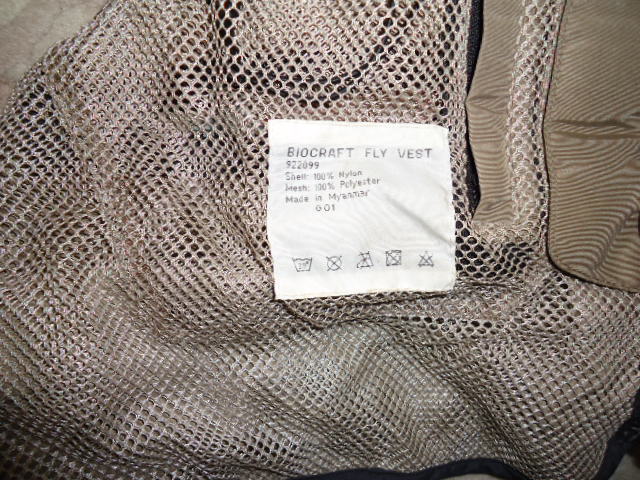 BIOCRAFT FLY VEST
922099
Shell: 100% Nylon
Mesh: 100% Polyester
Made in Myanmar
G01